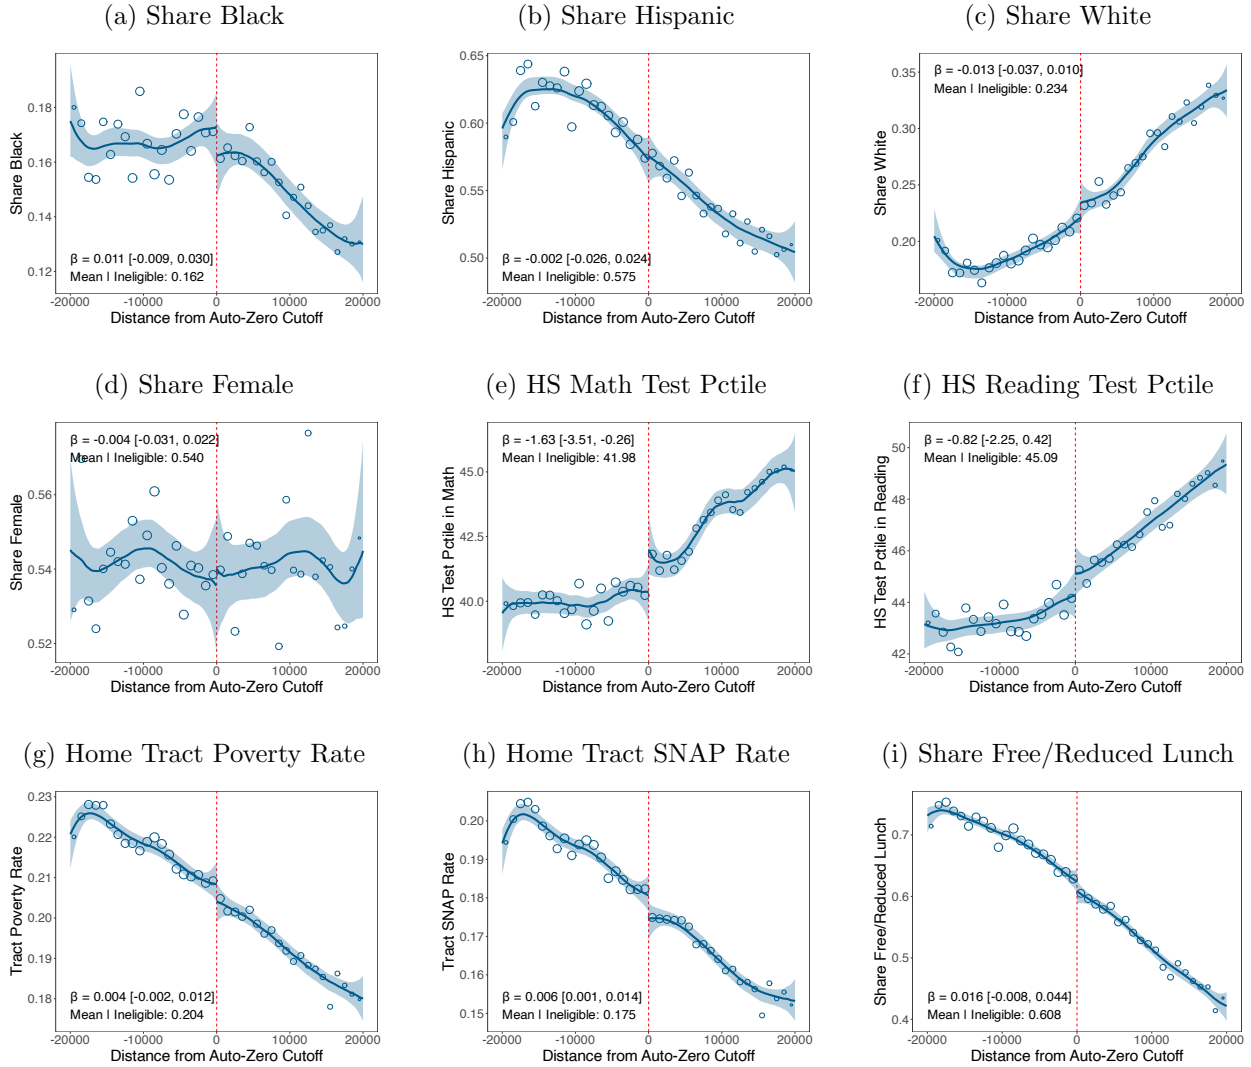 (a) Share Black
(b) Share Hispanic
(c) Share White
Share Black
0.18
0.16
0.14
0.12
β = 0.011 [-0.009, 0.030]
Mean | Ineligible: 0.162
-20000 -10000 0 10000 20000
Distance from Auto-Zero Cutoff
Share Hispanic
0.65
0.60
0.55
0.50
β = -0.002 [-0.026, 0.024]
Mean | Ineligible: 0.575
-20000 -10000 0 10000 20000
Distance from Auto-Zero Cutoff
Share White
0.35
0.30
0.25
0.20
β = -0.013 [-0.037, 0.010]
Mean | Ineligible: 0.234
-20000 -10000 0 10000 20000
Distance from Auto-Zero Cutoff
(d) Share Female
(e) HS Math Test Pctile
(f) HS Reading Test Pctile
Share Female
0.56
0.54
0.52
β = -0.004 [-0.031, 0.022]
Mean | Ineligible: 0.540
-20000 -10000 0 10000 20000
Distance from Auto-Zero Cutoff
HS Test Pctile in Math
45.0
42.5
40.0
β = -1.63 [-3.51, -0.26]
Mean | Ineligible: 41.98
-20000 -10000 0 10000 20000
Distance from Auto-Zero Cutoff
HS Test Pctile in Reading
50
48
46
44
42
β = -0.82 [-2.25, 0.42]
Mean | Ineligible: 45.09
-20000 -10000 0 10000 20000
Distance from Auto-Zero Cutoff
(g) Home Tract Poverty Rate
(h) Home Tract SNAP Rate
(i) Share Free/Reduced Lunch
Tract Poverty Rate
0.23
0.22
0.21
0.20
0.19
0.18
β = 0.004 [-0.002, 0.012]
Mean | Ineligible: 0.204
-20000 -10000 0 10000 20000
Distance from Auto-Zero Cutoff
Tract SNAP Rate
0.20
0.19
0.18
0.17
0.16
0.15
β = 0.006 [0.001, 0.014]
Mean | Ineligible: 0.175
-20000 -10000 0 10000 20000
Distance from Auto-Zero Cutoff
Share Free/Reduced Lunch
0.7
0.6
0.5
0.4
β = 0.016 [-0.008, 0.044]
Mean | Ineligible: 0.608
-20000 -10000 0 10000 20000
Distance from Auto-Zero Cutoff